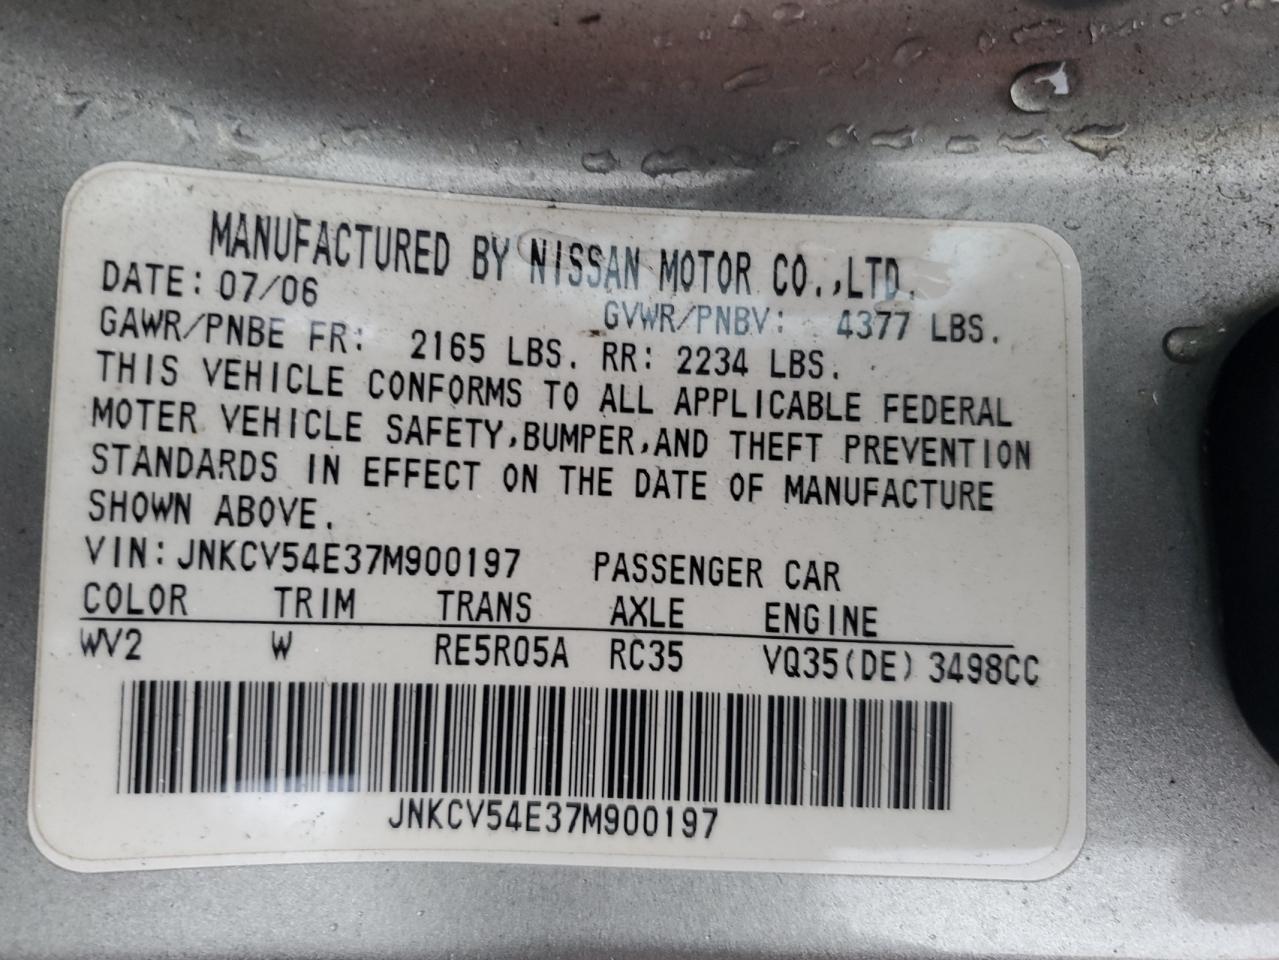 MANUFACTURED BY NISSAN MOTOR CO.,LTD.
DATE: 07/06 GVWR/PNBV: 4377 LBS.
GAWR/PNBE FR: 2165 LBS. RR: 2234 LBS.
THIS VEHICLE CONFORMS TO ALL APPLICABLE FEDERAL
MOTER VEHICLE SAFETY,BUMPER,AND THEFT PREVENTION
STANDARDS IN EFFECT ON THE DATE OF MANUFACTURE
SHOWN ABOVE.
VIN: JNKCV54E37M900197 PASSENGER CAR
COLOR TRIM TRANS AXLE ENGINE
WV2 W RE5R05A RC35 VQ35(DE) 3498CC
JNKCV54E37M900197